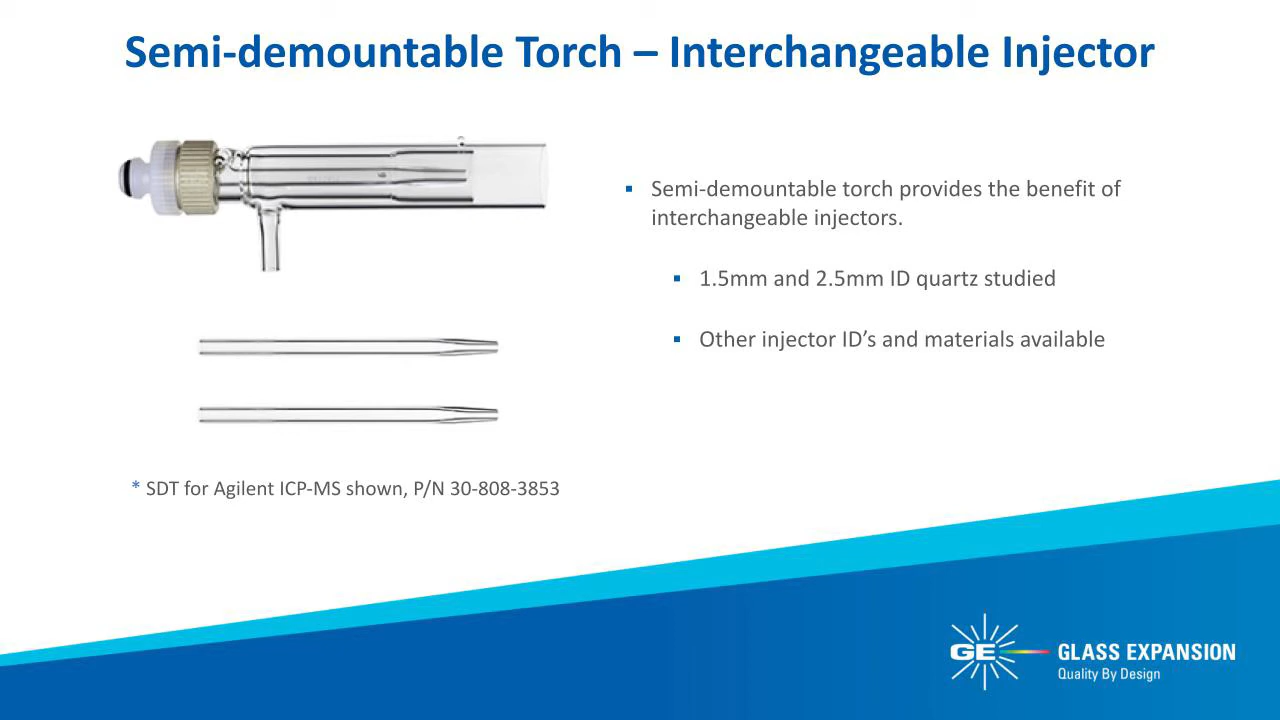 Semi-demountable Torch – Interchangeable Injector
Semi-demountable torch provides the benefit of
interchangeable injectors.
1.5mm and 2.5mm ID quartz studied
Other injector ID’s and materials available
* SDT for Agilent ICP-MS shown, P/N 30-808-3853
GE GLASS EXPANSION
Quality By Design